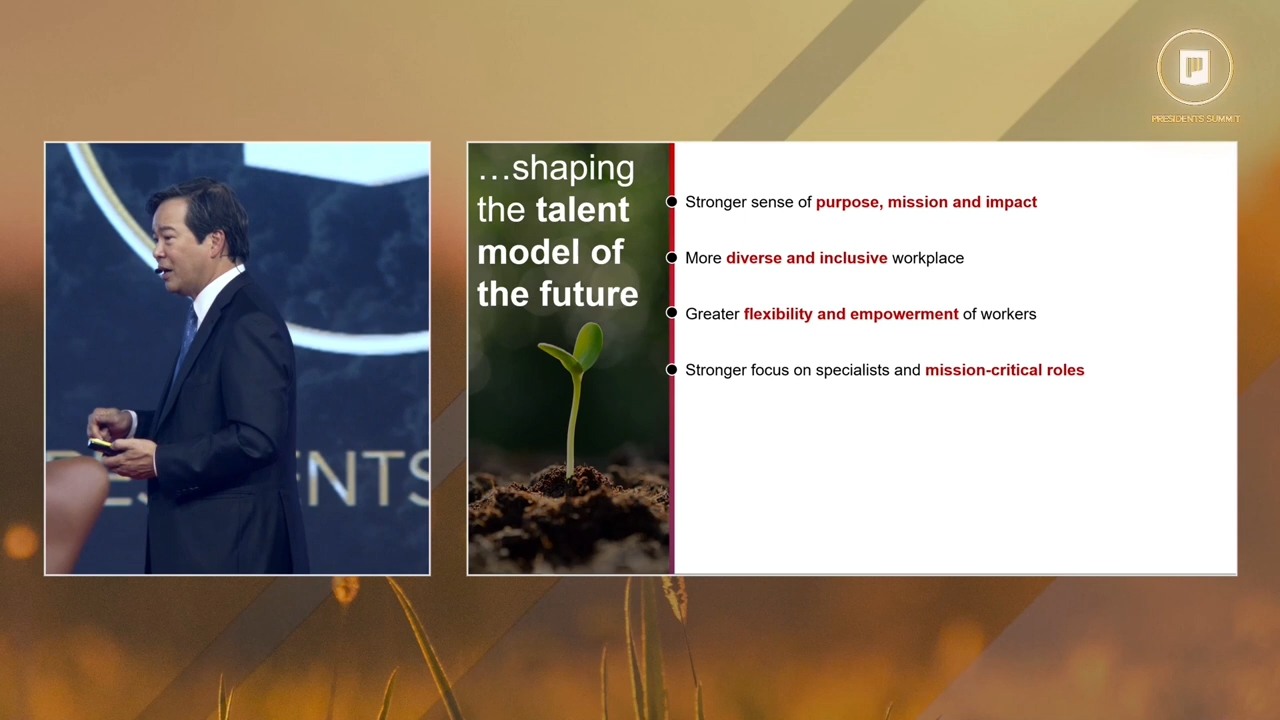 PRESIDENTS SUMMIT
…shaping
the talent
model of
the future
Stronger sense of purpose, mission and impact
More diverse and inclusive workplace
Greater flexibility and empowerment of workers
Stronger focus on specialists and mission-critical roles
ENTS